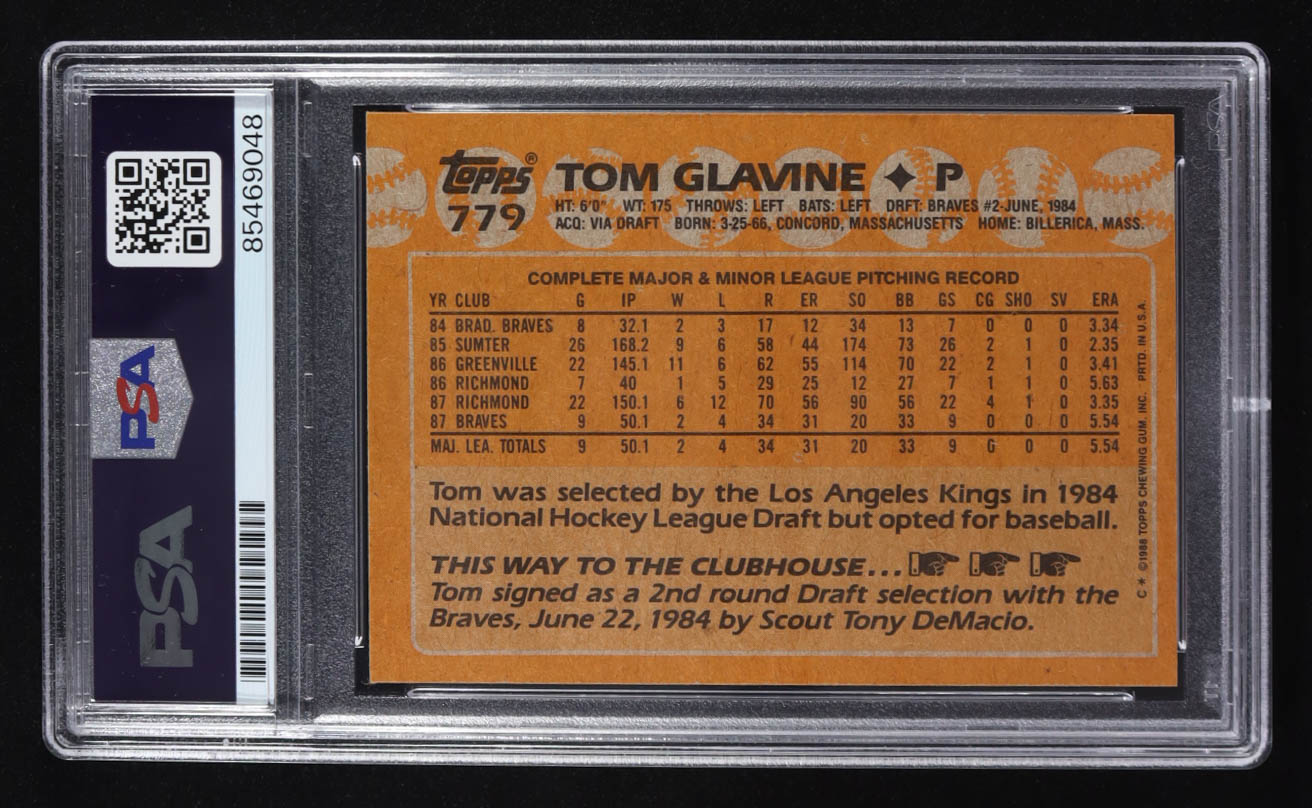 85469048
PSA
PSA
Topps®
779
TOM GLAVINE ✦ P
HT: 6'0" WT: 175 THROWS: LEFT BATS: LEFT DRFT: BRAVES #2-JUNE, 1984
ACQ: VIA DRAFT BORN: 3-25-66, CONCORD, MASSACHUSETTS HOME: BILLERICA, MASS.
COMPLETE MAJOR & MINOR LEAGUE PITCHING RECORD
YR CLUB G IP W L R ER SO BB GS CG SHO SV ERA
84 BRAD. BRAVES 8 32.1 2 3 17 12 34 13 7 0 0 0 3.34
85 SUMTER 26 168.2 9 6 58 44 174 73 26 2 1 0 2.35
86 GREENVILLE 22 145.1 11 6 62 55 114 70 22 2 1 0 3.41
86 RICHMOND 7 40 1 5 29 25 12 27 7 1 1 0 5.63
87 RICHMOND 22 150.1 6 12 70 56 90 56 22 4 1 0 3.35
87 BRAVES 9 50.1 2 4 34 31 20 33 9 0 0 0 5.54
MAJ. LEA. TOTALS 9 50.1 2 4 34 31 20 33 9 0 0 0 5.54
Tom was selected by the Los Angeles Kings in 1984
National Hockey League Draft but opted for baseball.
THIS WAY TO THE CLUBHOUSE...
Tom signed as a 2nd round Draft selection with the
Braves, June 22, 1984 by Scout Tony DeMacio.
C * ©1988 TOPPS CHEWING GUM, INC. PRTD. IN U.S.A.